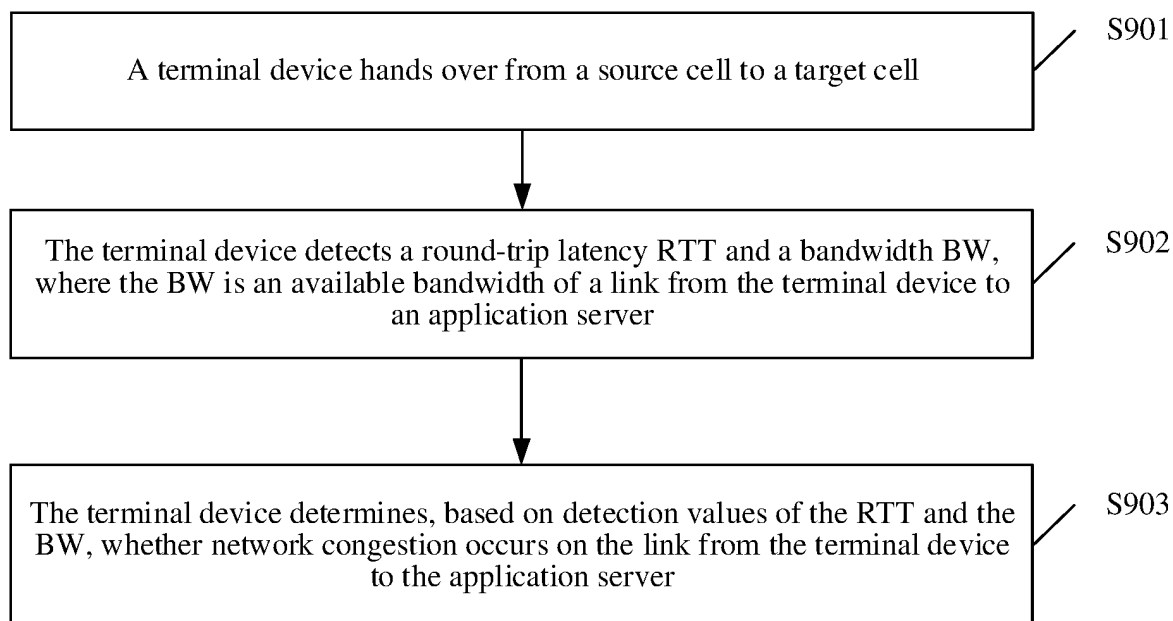 A terminal device hands over from a source cell to a target cell
S901
The terminal device detects a round-trip latency RTT and a bandwidth BW,
where the BW is an available bandwidth of a link from the terminal device to
an application server
S902
The terminal device determines, based on detection values of the RTT and the
BW, whether network congestion occurs on the link from the terminal device
to the application server
S903